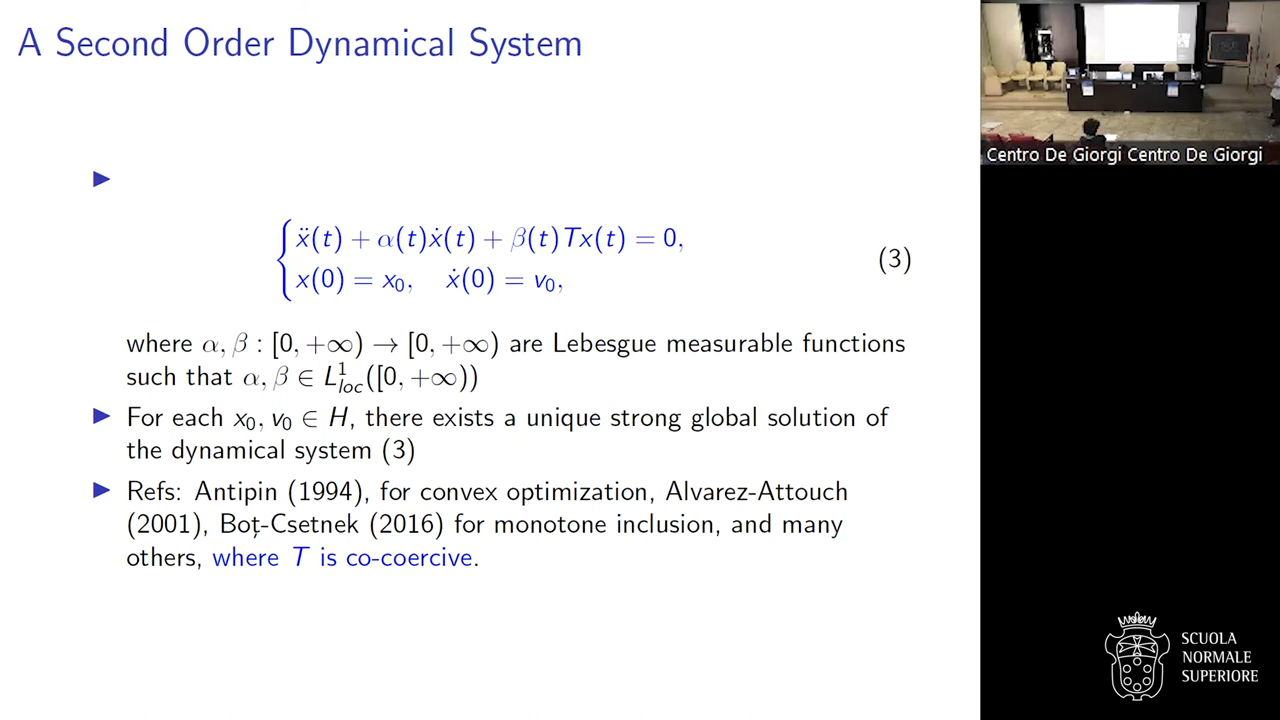 A Second Order Dynamical System
ẍ(t) + α(t)ẋ(t) + β(t)Tx(t) = 0,
x(0) = x₀, ẋ(0) = v₀,
(3)
where α, β : [0, +∞) → [0, +∞) are Lebesgue measurable functions
such that α, β ∈ L¹_loc([0, +∞))
▶ For each x₀, v₀ ∈ H, there exists a unique strong global solution of
the dynamical system (3)
▶ Refs: Antipin (1994), for convex optimization, Alvarez-Attouch
(2001), Boț-Csetnek (2016) for monotone inclusion, and many
others, where T is co-coercive.
Centro De Giorgi Centro De Giorgi
SCUOLA
NORMALE
SUPERIORE